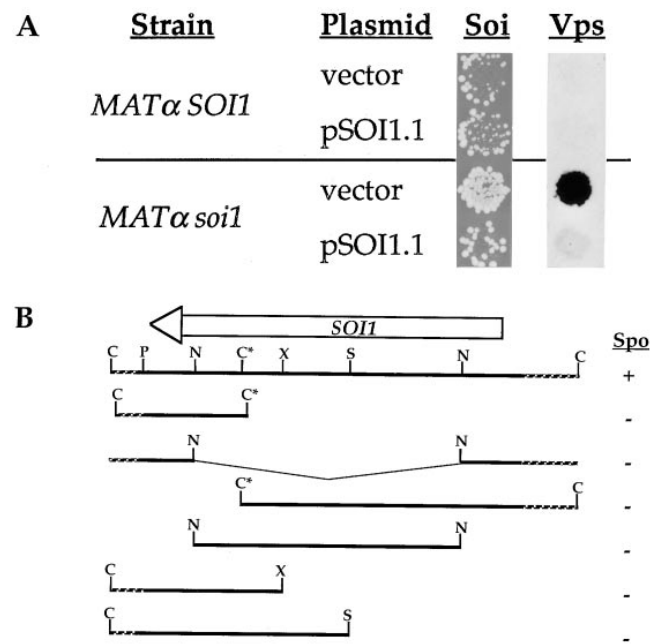 A
Strain Plasmid Soi Vps
vector
MATα SOI1
pSOI1.1
vector
MATα soi1
pSOI1.1
B
SOI1
Spo
C P N C* X S N C
+
C C*
-
N N
-
C* C
-
N N
-
C X
-
C S
-